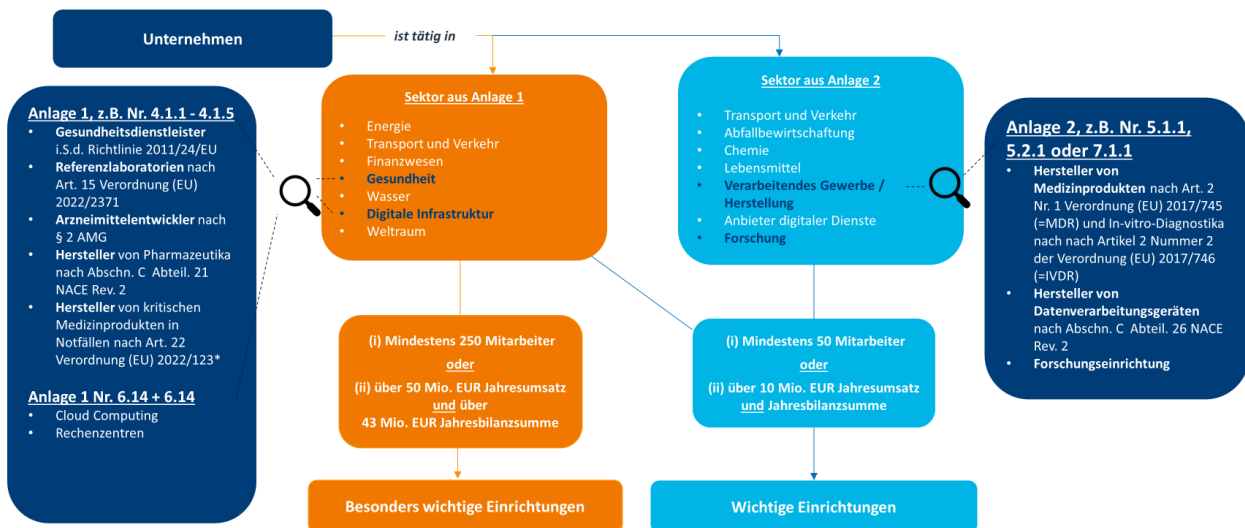 Unternehmen
ist tätig in
Anlage 1, z.B. Nr. 4.1.1 - 4.1.5
• Gesundheitsdienstleister
i.S.d. Richtlinie 2011/24/EU
• Referenzlaboratorien nach
Art. 15 Verordnung (EU)
2022/2371
• Arzneimittelentwickler nach
§ 2 AMG
• Hersteller von Pharmazeutika
nach Abschn. C Abteil. 21
NACE Rev. 2
• Hersteller von kritischen
Medizinprodukten in
Notfällen nach Art. 22
Verordnung (EU) 2022/123*
Anlage 1 Nr. 6.14 + 6.14
• Cloud Computing
• Rechenzentren
Sektor aus Anlage 1
• Energie
• Transport und Verkehr
• Finanzwesen
• Gesundheit
• Wasser
• Digitale Infrastruktur
• Weltraum
Sektor aus Anlage 2
• Transport und Verkehr
• Abfallbewirtschaftung
• Chemie
• Lebensmittel
• Verarbeitendes Gewerbe /
Herstellung
• Anbieter digitaler Dienste
• Forschung
Anlage 2, z.B. Nr. 5.1.1,
5.2.1 oder 7.1.1
• Hersteller von
Medizinprodukten nach Art. 2
Nr. 1 Verordnung (EU) 2017/745
(=MDR) und In-vitro-Diagnostika
nach nach Artikel 2 Nummer 2
der Verordnung (EU) 2017/746
(=IVDR)
• Hersteller von
Datenverarbeitungsgeräten
nach Abschn. C Abteil. 26 NACE
Rev. 2
• Forschungseinrichtung
(i) Mindestens 250 Mitarbeiter
oder
(ii) über 50 Mio. EUR Jahresumsatz
und über
43 Mio. EUR Jahresbilanzsumme
(i) Mindestens 50 Mitarbeiter
oder
(ii) über 10 Mio. EUR Jahresumsatz
und Jahresbilanzsumme
Besonders wichtige Einrichtungen
Wichtige Einrichtungen